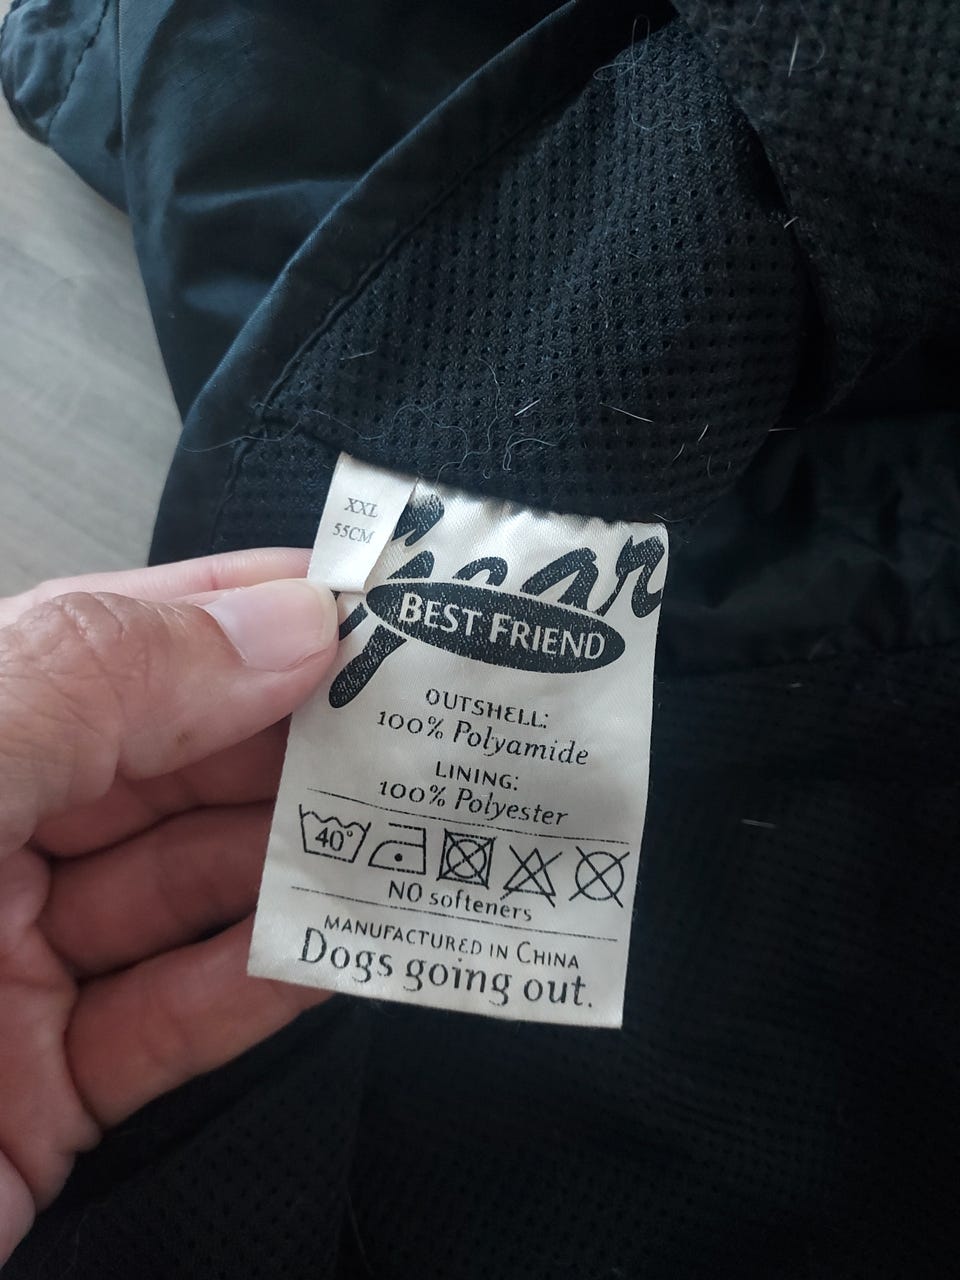 XXL
55CM
gear
BEST FRIEND
OUTSHELL:
100% Polyamide
LINING:
100% Polyester
40°
NO softeners
MANUFACTURED IN CHINA
Dogs going out.